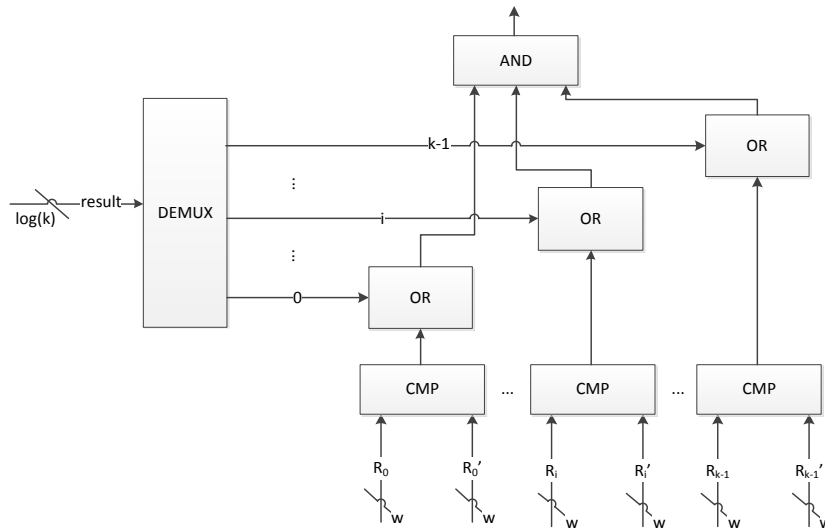 AND
k-1
OR
⋮
result
log(k)
DEMUX
i
OR
⋮
0
OR
CMP
...
CMP
...
CMP
R₀
R₀'
Rᵢ
Rᵢ'
Rₖ₋₁
Rₖ₋₁'
w
w
w
w
w
w